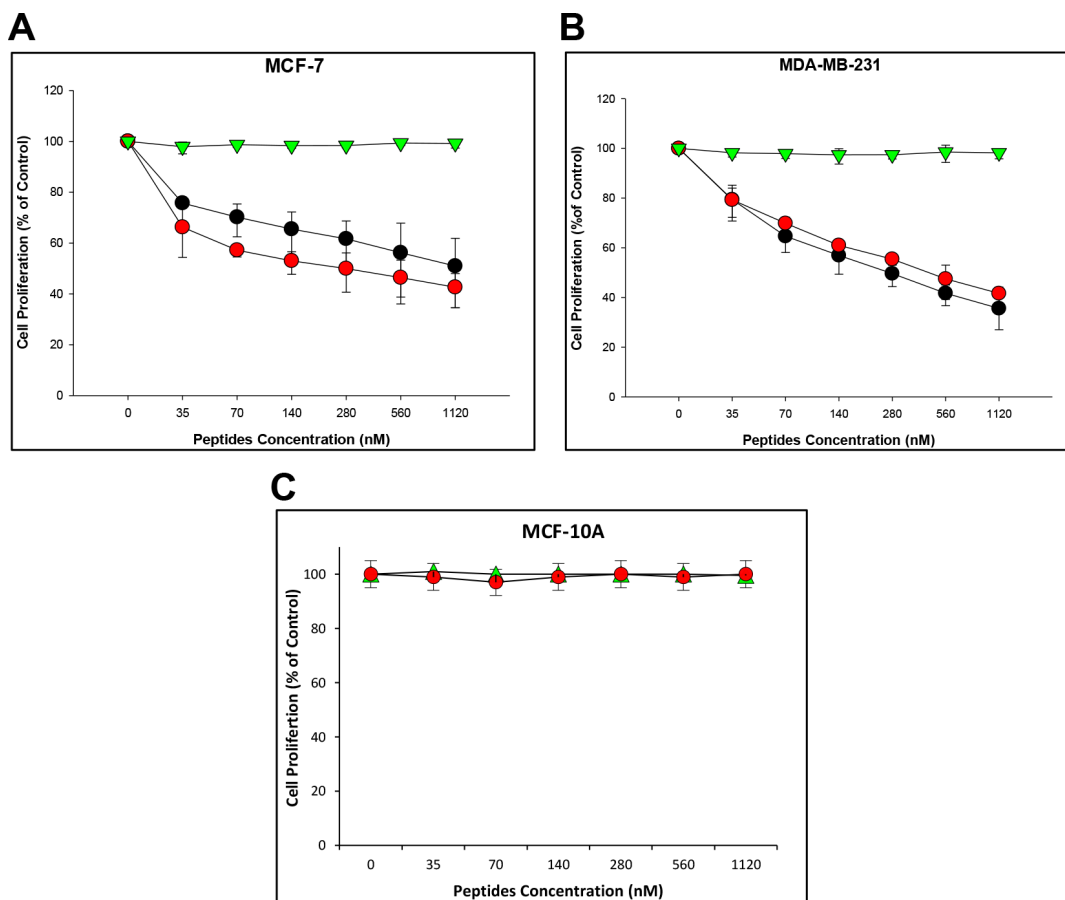 A
MCF-7
Cell Proliferation (% of Control)
120
100
80
60
40
20
0
0 35 70 140 280 560 1120
Peptides Concentration (nM)
B
MDA-MB-231
Cell Proliferation (%of Control)
120
100
80
60
40
20
0
0 35 70 140 280 560 1120
Peptides Concentration (nM)
C
MCF-10A
Cell Prolifertion (% of Control)
100
80
60
40
20
0
0 35 70 140 280 560 1120
Peptides Concentration (nM)